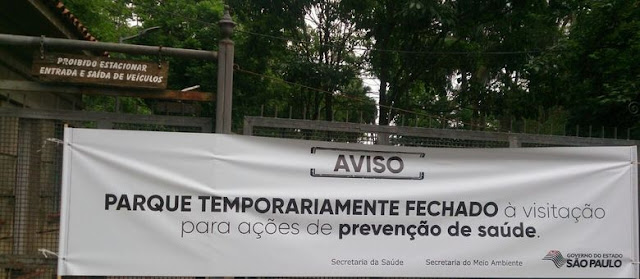 PROIBIDO ESTACIONAR
ENTRADA E SAÍDA DE VEÍCULOS
AVISO
PARQUE TEMPORARIAMENTE FECHADO à visitação
para ações de prevenção de saúde.
Secretaria da Saúde
Secretaria do Meio Ambiente
GOVERNO DO ESTADO
SÃO PAULO